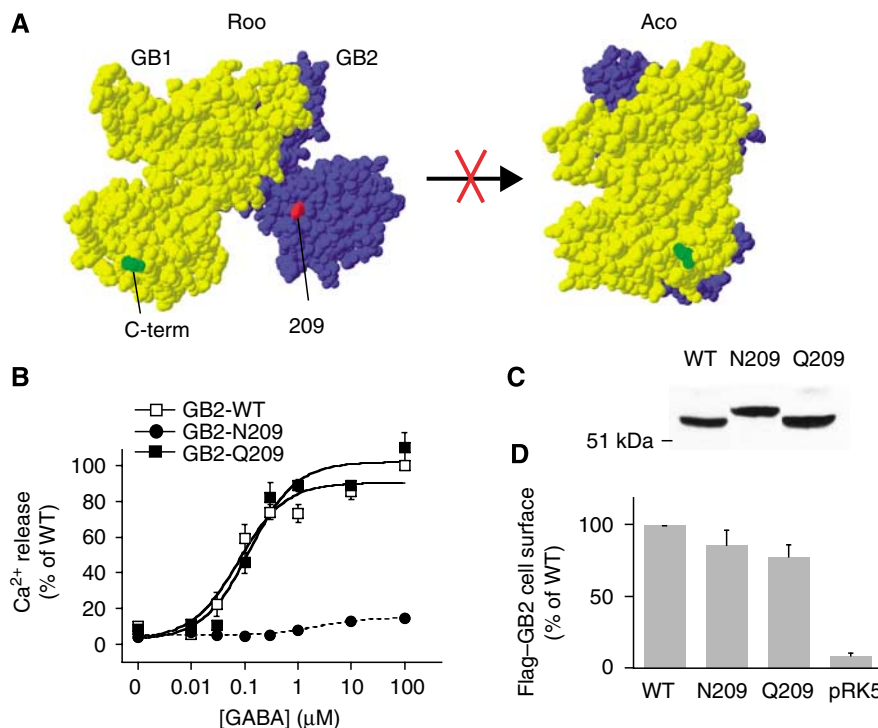 A
Roo
Aco
GB1
GB2
C-term
209
B
GB2-WT
GB2-N209
GB2-Q209
Ca2+ release
(% of WT)
100
80
60
40
20
0
0
0.01
0.1
1
10
100
[GABA] (μM)
C
WT N209 Q209
51 kDa
D
Flag–GB2 cell surface
(% of WT)
100
50
0
WT N209 Q209 pRK5